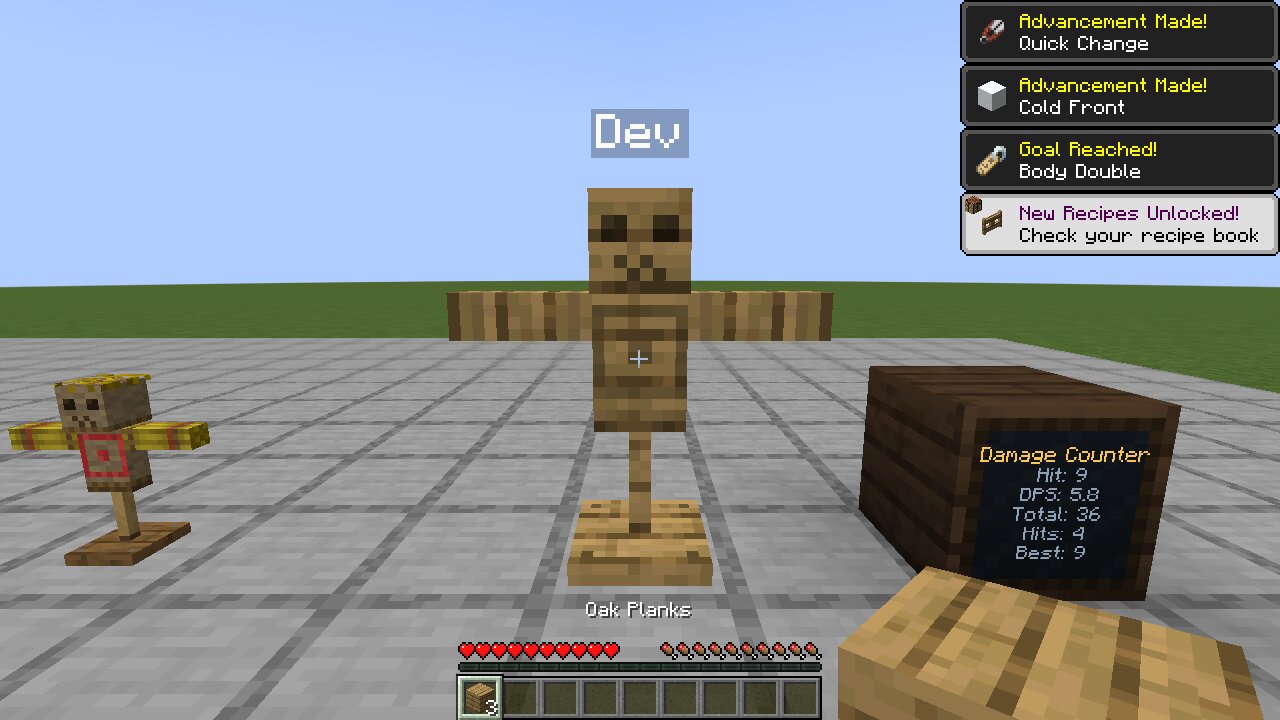 Advancement Made!
Quick Change
Advancement Made!
Cold Front
Goal Reached!
Body Double
New Recipes Unlocked!
Check your recipe book
Dev
Damage Counter
Hit: 9
DPS: 5.8
Total: 36
Hits: 4
Best: 9
Oak Planks
3